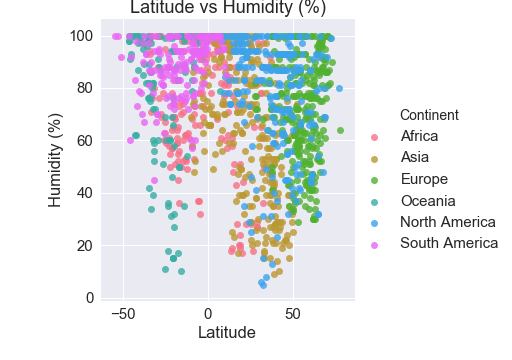 Latitude vs Humidity (%)
100
80
60
40
20
0
Humidity (%)
−50
0
50
Latitude
Continent
Africa
Asia
Europe
Oceania
North America
South America